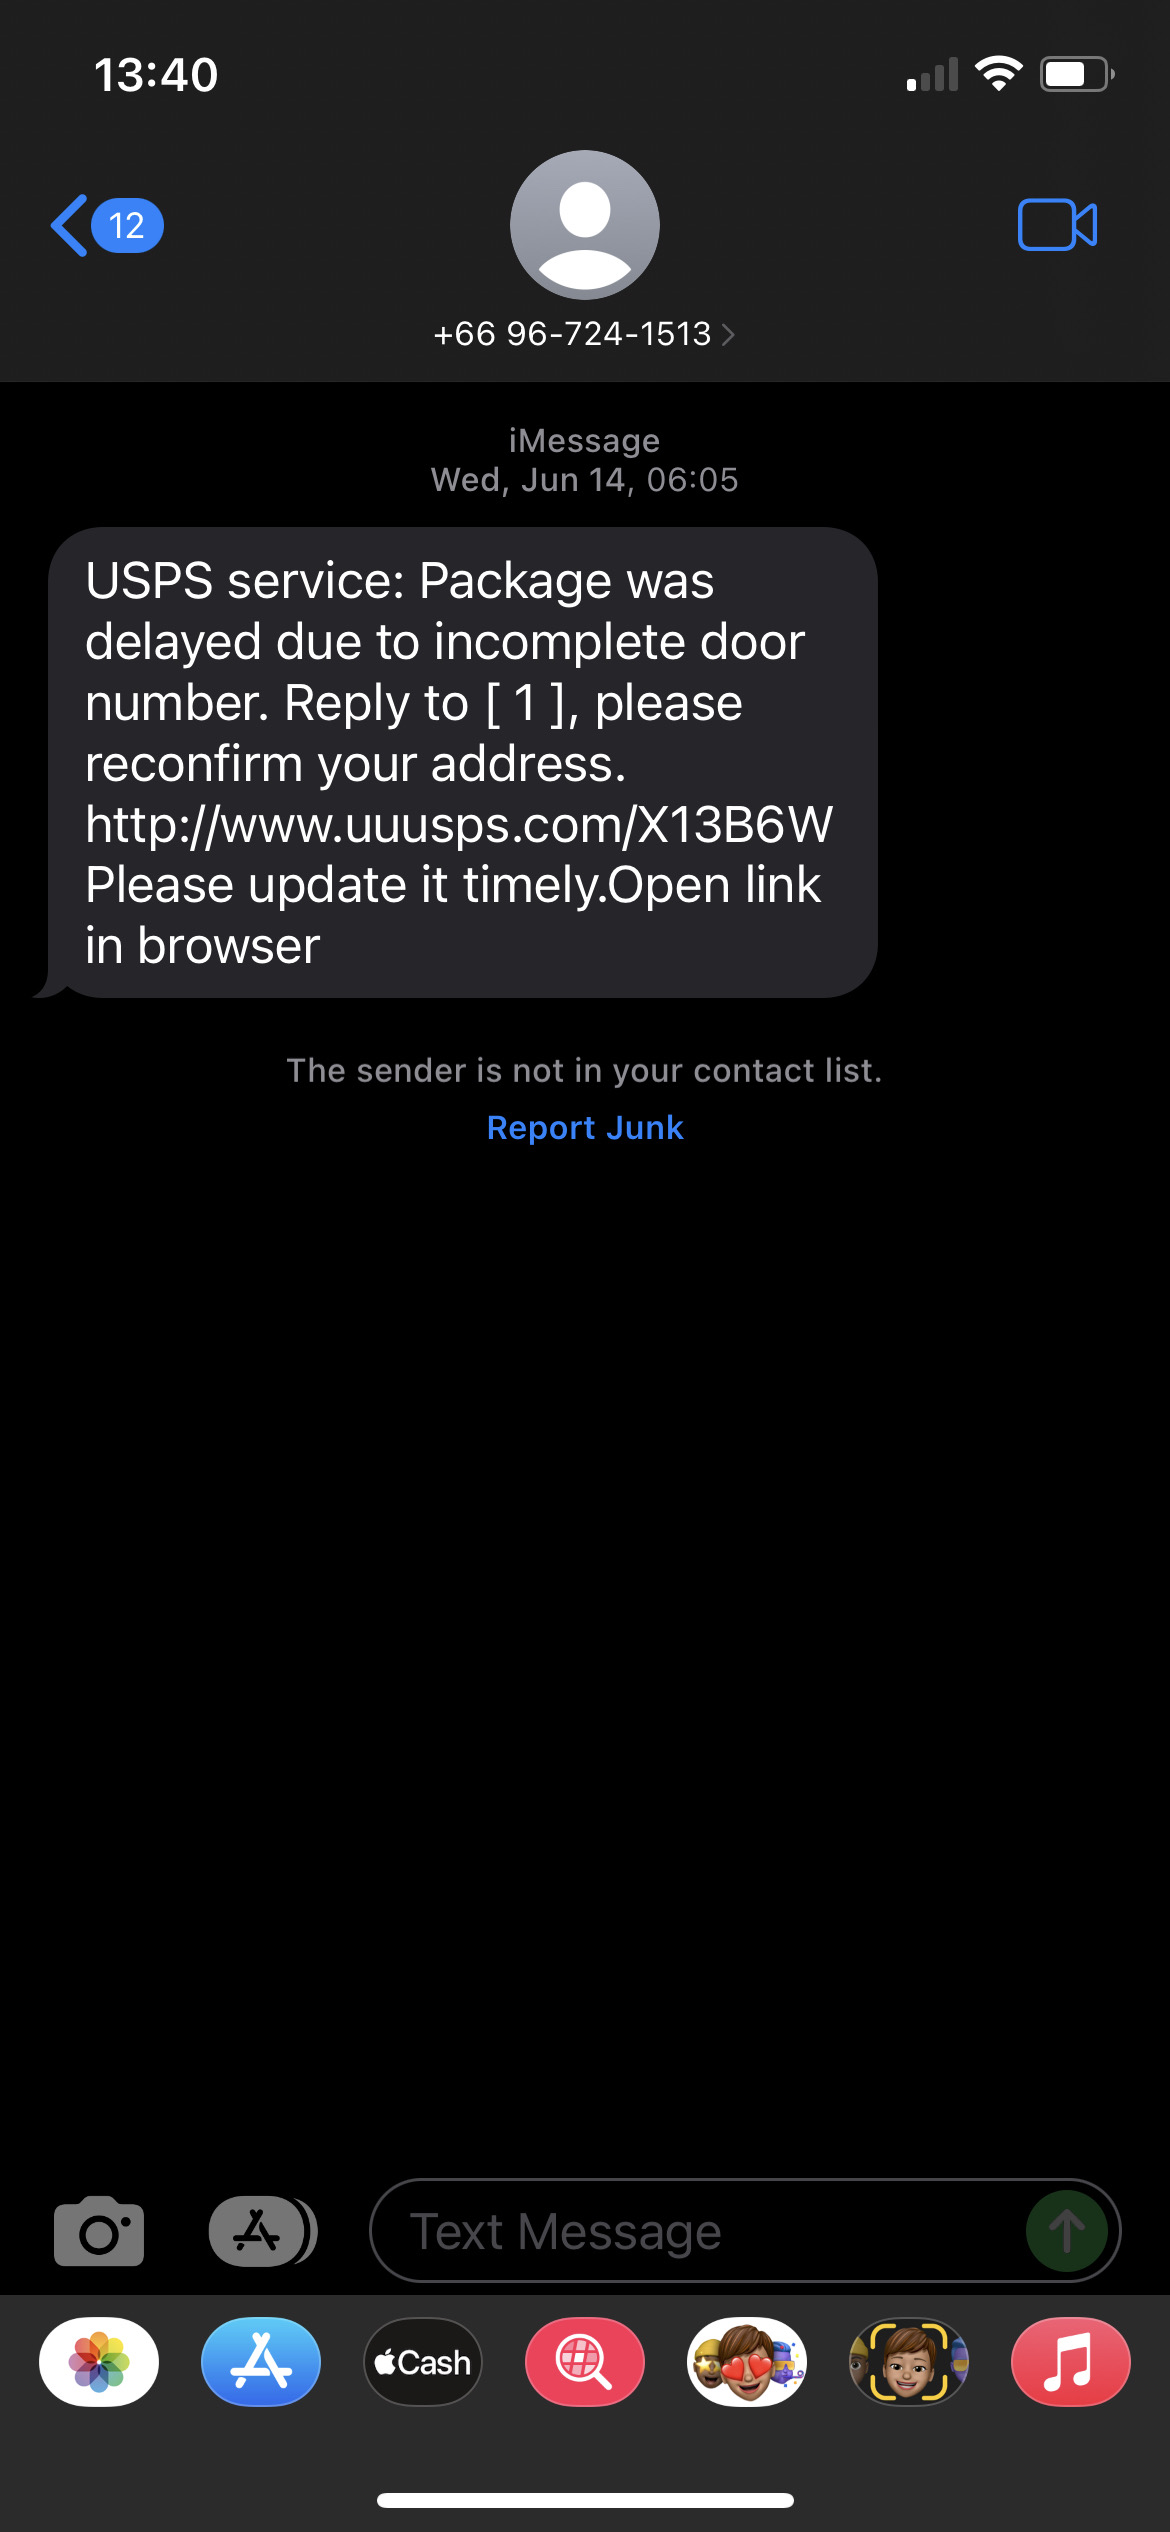 13:40
12
+66 96-724-1513
iMessage
Wed, Jun 14, 06:05
USPS service: Package was
delayed due to incomplete door
number. Reply to [ 1 ], please
reconfirm your address.
http://www.uuusps.com/X13B6W
Please update it timely.Open link
in browser
The sender is not in your contact list.
Report Junk
Text Message
Cash